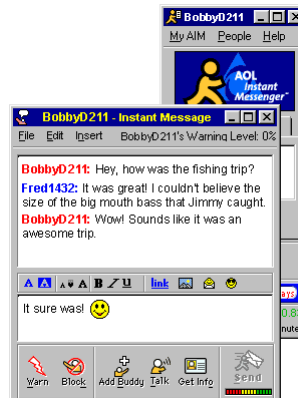 BobbyD211
My AIM People Help
AOL
Instant
Messenger™
BobbyD211 - Instant Message
File Edit Insert BobbyD211's Warning Level: 0%
BobbyD211: Hey, how was the fishing trip?
Fred1432: It was great! I couldn't believe the
size of the big mouth bass that Jimmy caught.
BobbyD211: Wow! Sounds like it was an
awesome trip.
A A A A A B I U link
It sure was!
Warn Block Add Buddy Talk Get Info Send